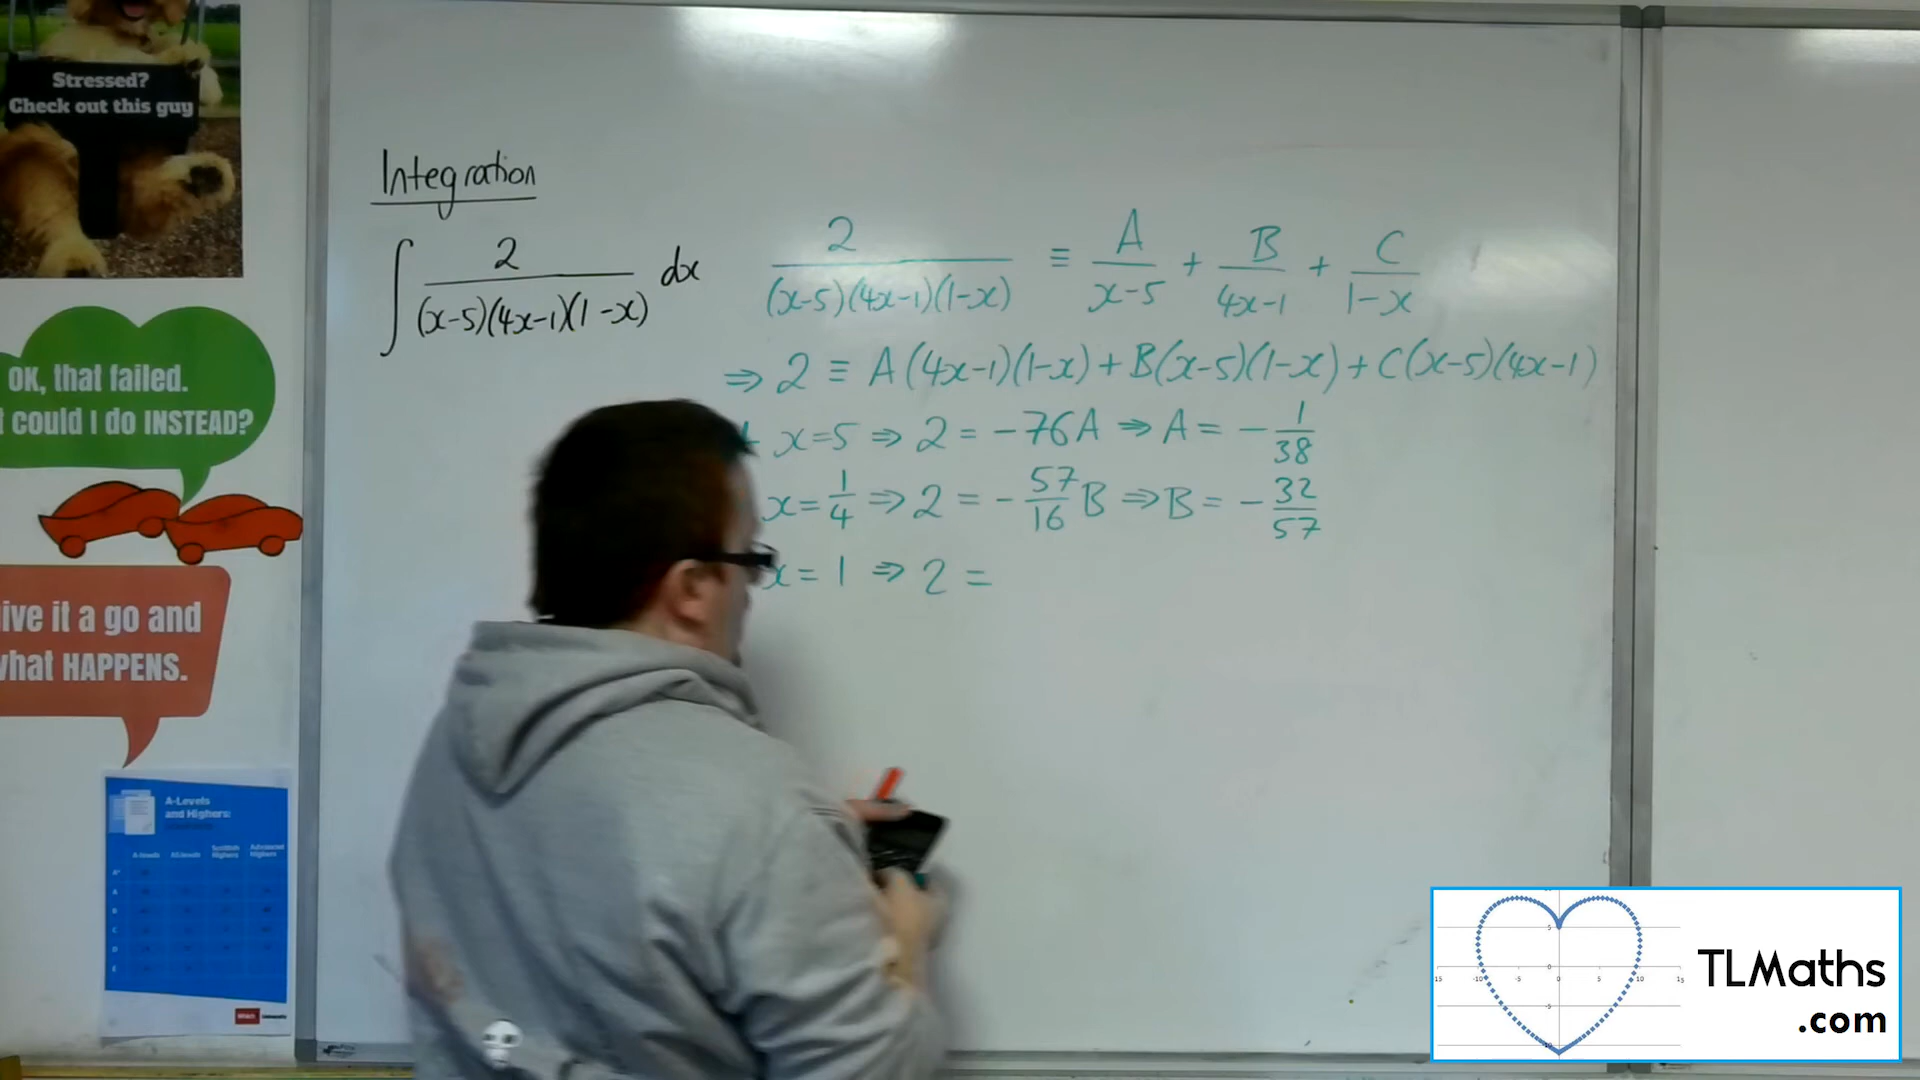 Stressed?
Check out this guy
OK, that failed.
could I do INSTEAD?
ive it a go and
what HAPPENS.
A-Levels
and Highers:
Integration
∫ 2/((x-5)(4x-1)(1-x)) dx
2/((x-5)(4x-1)(1-x)) ≡ A/(x-5) + B/(4x-1) + C/(1-x)
⇒ 2 ≡ A(4x-1)(1-x) + B(x-5)(1-x) + C(x-5)(4x-1)
x=5 ⇒ 2 = -76A ⇒ A = -1/38
x=1/4 ⇒ 2 = -57/16 B ⇒ B = -32/57
x=1 ⇒ 2 =
TLMaths
.com